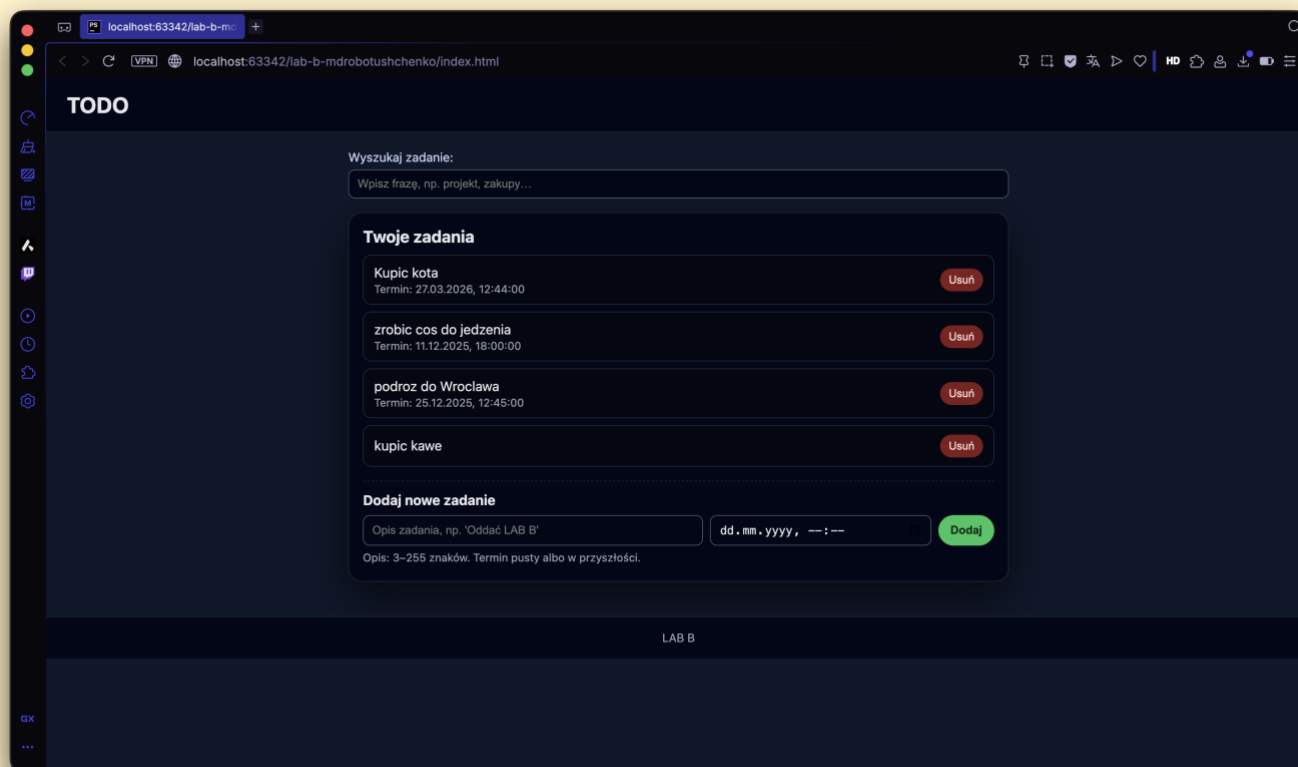 PS
localhost:63342/lab-b-md
VPN
localhost:63342/lab-b-mdrobotushchenko/index.html
HD
TODO
M
Wyszukaj zadanie:
Wpisz frazę, np. projekt, zakupy...
Twoje zadania
Kupic kota
Termin: 27.03.2026, 12:44:00
Usuń
zrobic cos do jedzenia
Termin: 11.12.2025, 18:00:00
Usuń
podroz do Wroclawa
Termin: 25.12.2025, 12:45:00
Usuń
kupic kawe
Usuń
Dodaj nowe zadanie
Opis zadania, np. 'Oddać LAB B'
dd.mm.yyyy, --:--
Dodaj
Opis: 3–255 znaków. Termin pusty albo w przyszłości.
LAB B
GX